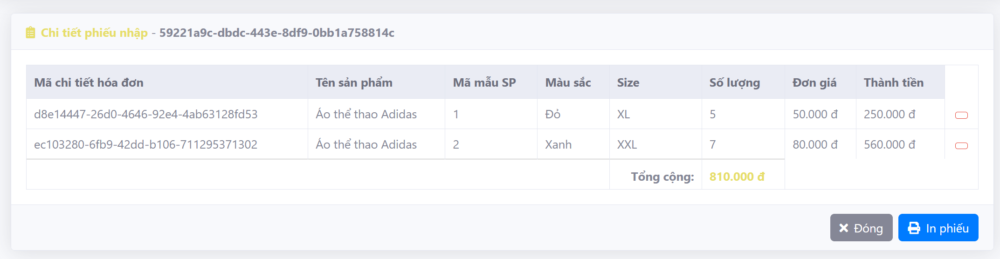 Chi tiết phiếu nhập - 59221a9c-dbdc-443e-8df9-0bb1a758814c
Mã chi tiết hóa đơn Tên sản phẩm Mã mẫu SP Màu sắc Size Số lượng Đơn giá Thành tiền
d8e14447-26d0-4646-92e4-4ab63128fd53 Áo thể thao Adidas 1 Đỏ XL 5 50.000 đ 250.000 đ
ec103280-6fb9-42dd-b106-711295371302 Áo thể thao Adidas 2 Xanh XXL 7 80.000 đ 560.000 đ
Tổng cộng: 810.000 đ
Đóng In phiếu